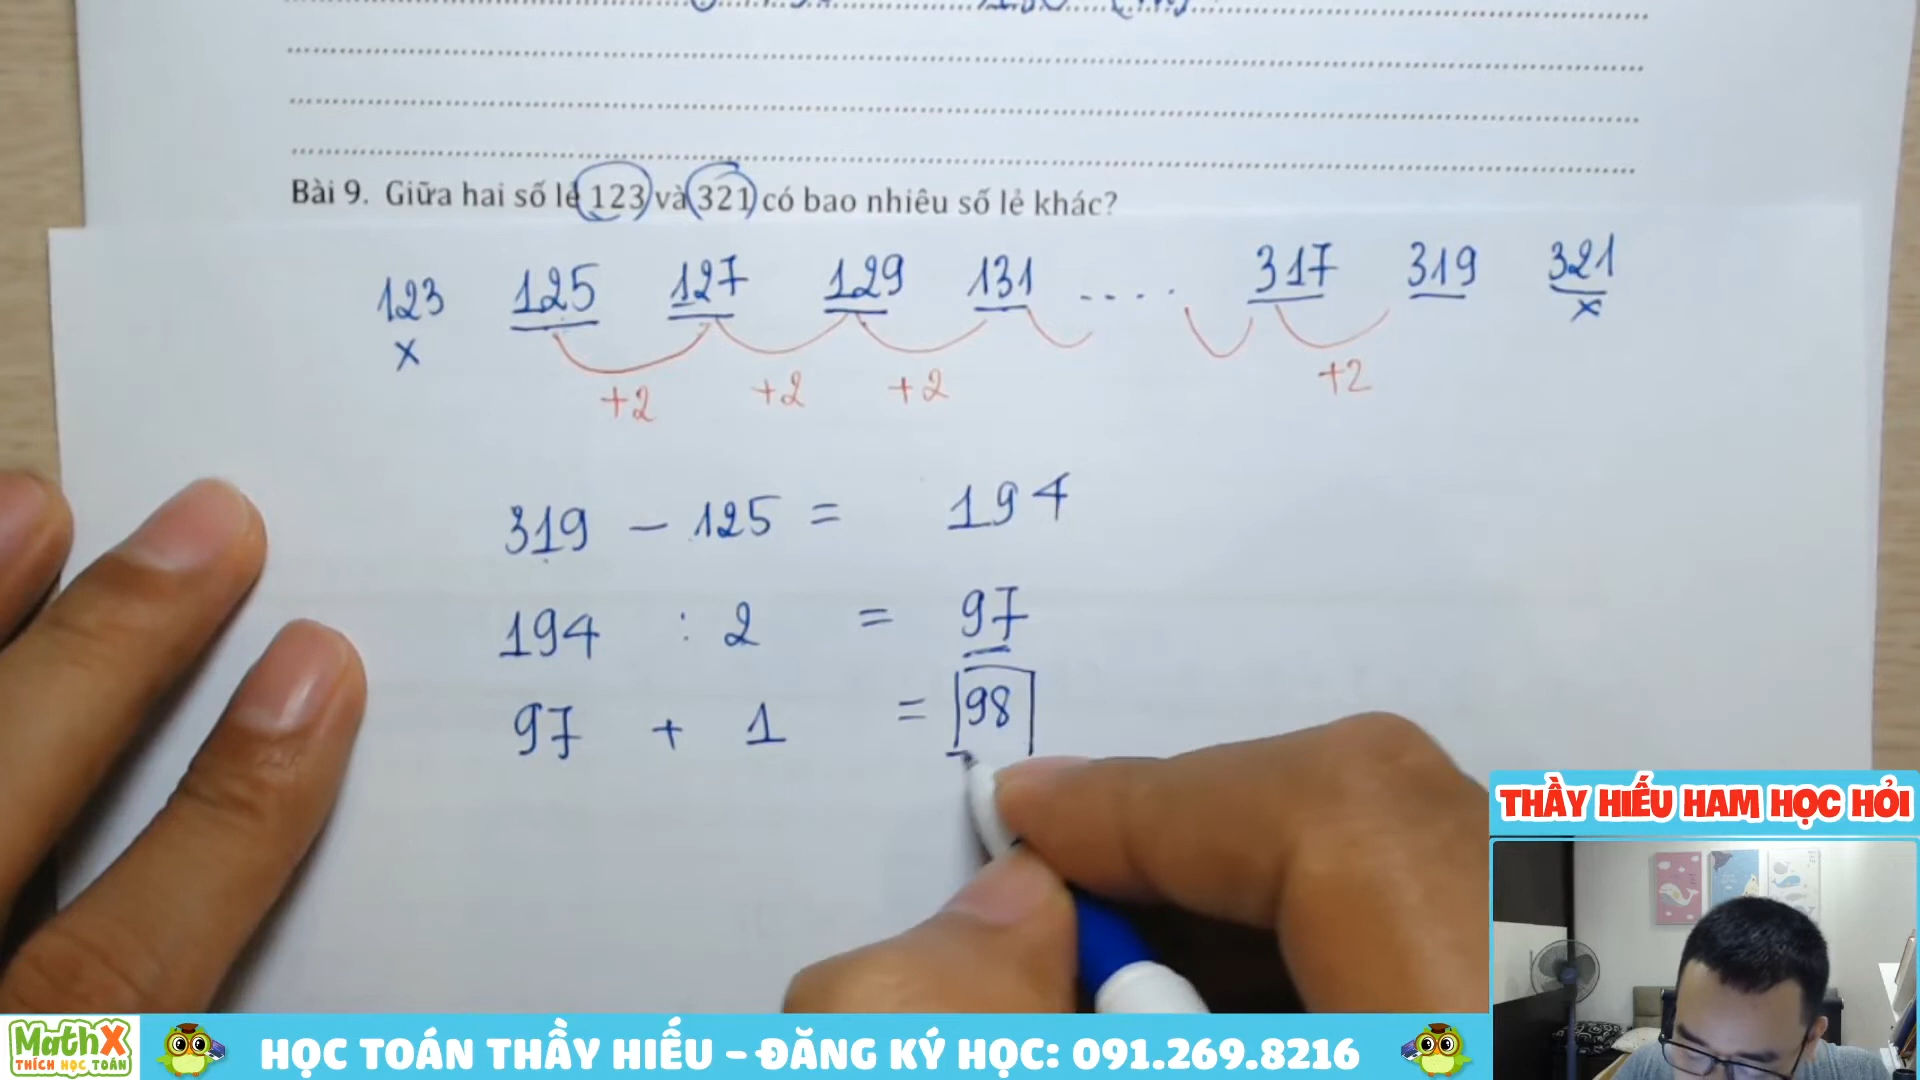 Bài 9. Giữa hai số lẻ 123 và 321 có bao nhiêu số lẻ khác?
123 125 127 129 131 .... 317 319 321
x x
+2 +2 +2 +2
319 - 125 = 194
194 : 2 = 97
97 + 1 = 98
THẦY HIẾU HAM HỌC HỎI
MathX
THÍCH HỌC TOÁN
HỌC TOÁN THẦY HIẾU - ĐĂNG KÝ HỌC: 091.269.8216